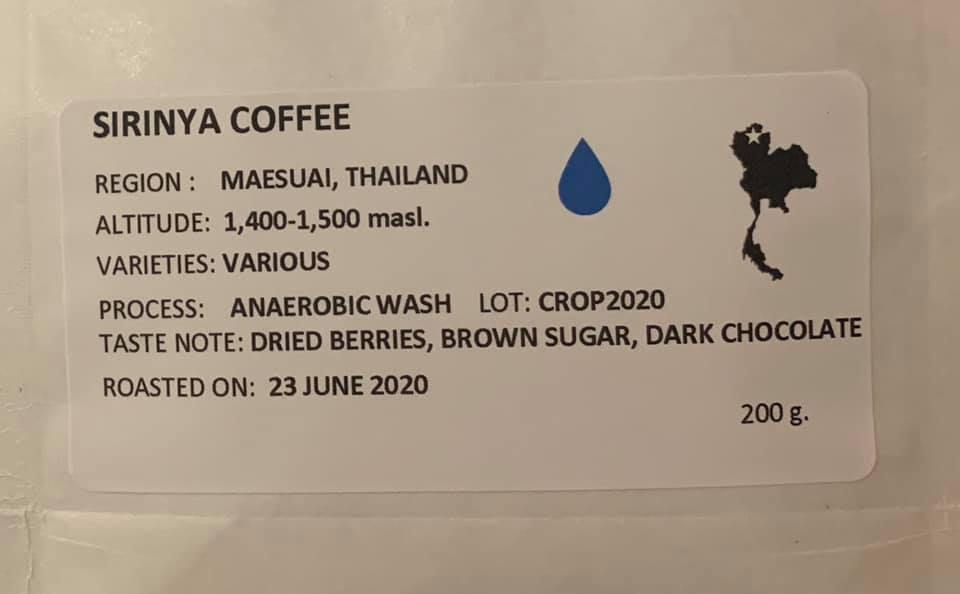 SIRINYA COFFEE
REGION : MAESUAI, THAILAND
ALTITUDE: 1,400-1,500 masl.
VARIETIES: VARIOUS
PROCESS: ANAEROBIC WASH LOT: CROP2020
TASTE NOTE: DRIED BERRIES, BROWN SUGAR, DARK CHOCOLATE
ROASTED ON: 23 JUNE 2020
200 g.